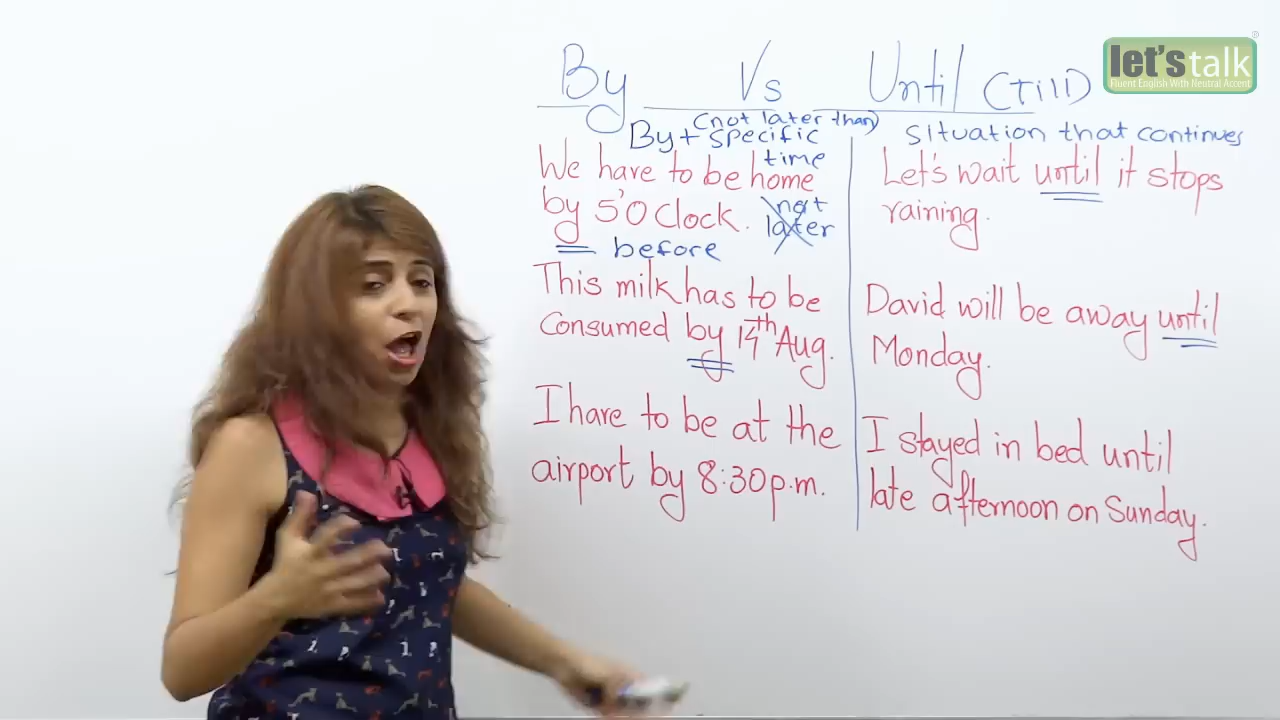 let's talk®
Fluent English With Neutral Accent
By Vs Until (Till)
(not later than)
By + specific
time
We have to be home
by 5'O Clock.
not
later
before
This milk has to be
Consumed by 14th Aug.
I have to be at the
airport by 8:30p.m.
situation that continues
Let's wait until it stops
raining.
David will be away until
Monday.
I stayed in bed until
late afternoon on Sunday.